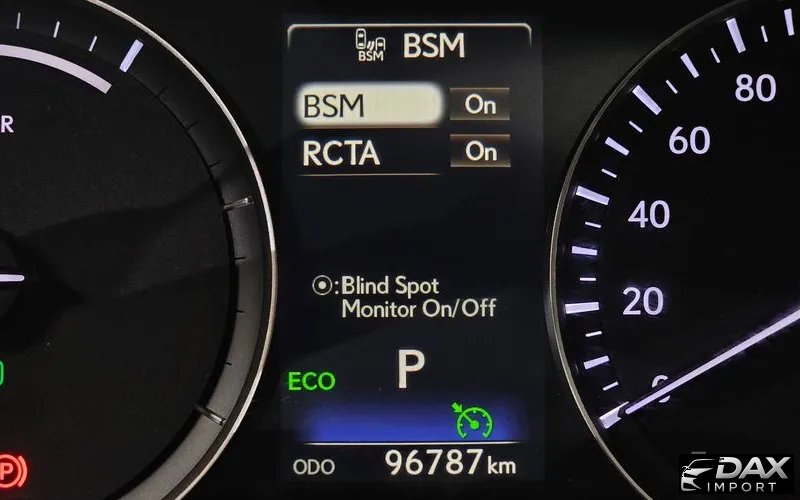 BSM BSM
BSM On
RCTA On
:Blind Spot
Monitor On/Off
P
ECO
ODO 96787 km
R
P
80
60
40
20
0
DAX
IMPORT